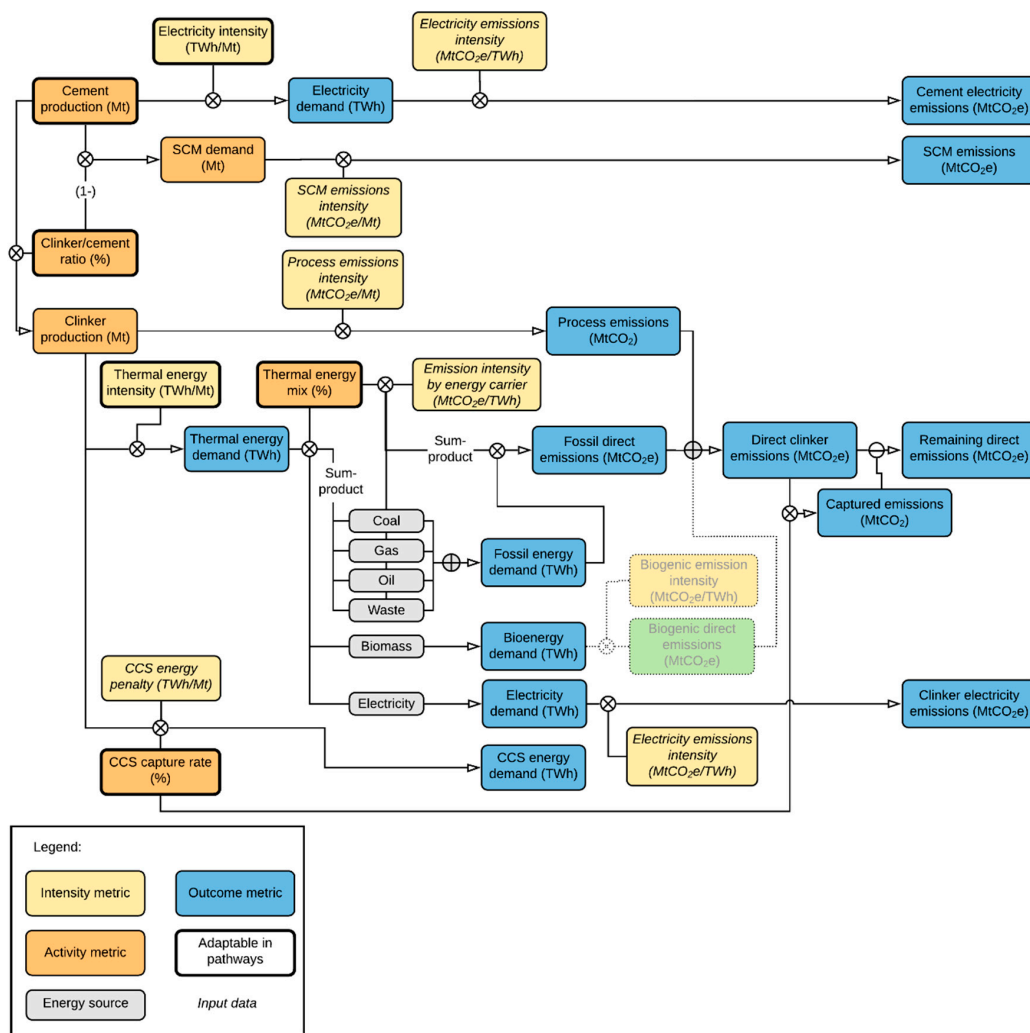 Electricity intensity
(TWh/Mt)
Electricity emissions
intensity
(MtCO₂e/TWh)
Cement
production (Mt)
Electricity
demand (TWh)
Cement electricity
emissions (MtCO₂e)
SCM demand
(Mt)
SCM emissions
(MtCO₂e)
(1-)
SCM emissions
intensity
(MtCO₂e/Mt)
Clinker/cement
ratio (%)
Process emissions
intensity
(MtCO₂e/Mt)
Clinker
production (Mt)
Process emissions
(MtCO₂)
Thermal energy
intensity (TWh/Mt)
Thermal energy
mix (%)
Emission intensity
by energy carrier
(MtCO₂e/TWh)
Thermal energy
demand (TWh)
Sum-
product
Sum-
product
Fossil direct
emissions (MtCO₂e)
Direct clinker
emissions (MtCO₂e)
Remaining direct
emissions (MtCO₂e)
Captured emissions
(MtCO₂)
Coal
Gas
Oil
Waste
Fossil energy
demand (TWh)
Biogenic emission
intensity
(MtCO₂e/TWh)
Biomass
Bioenergy
demand (TWh)
Biogenic direct
emissions
(MtCO₂e)
CCS energy
penalty (TWh/Mt)
Electricity
Electricity
demand (TWh)
Clinker electricity
emissions (MtCO₂e)
CCS capture rate
(%)
CCS energy
demand (TWh)
Electricity emissions
intensity
(MtCO₂e/TWh)
Legend:
Intensity metric
Outcome metric
Activity metric
Adaptable in
pathways
Energy source
Input data